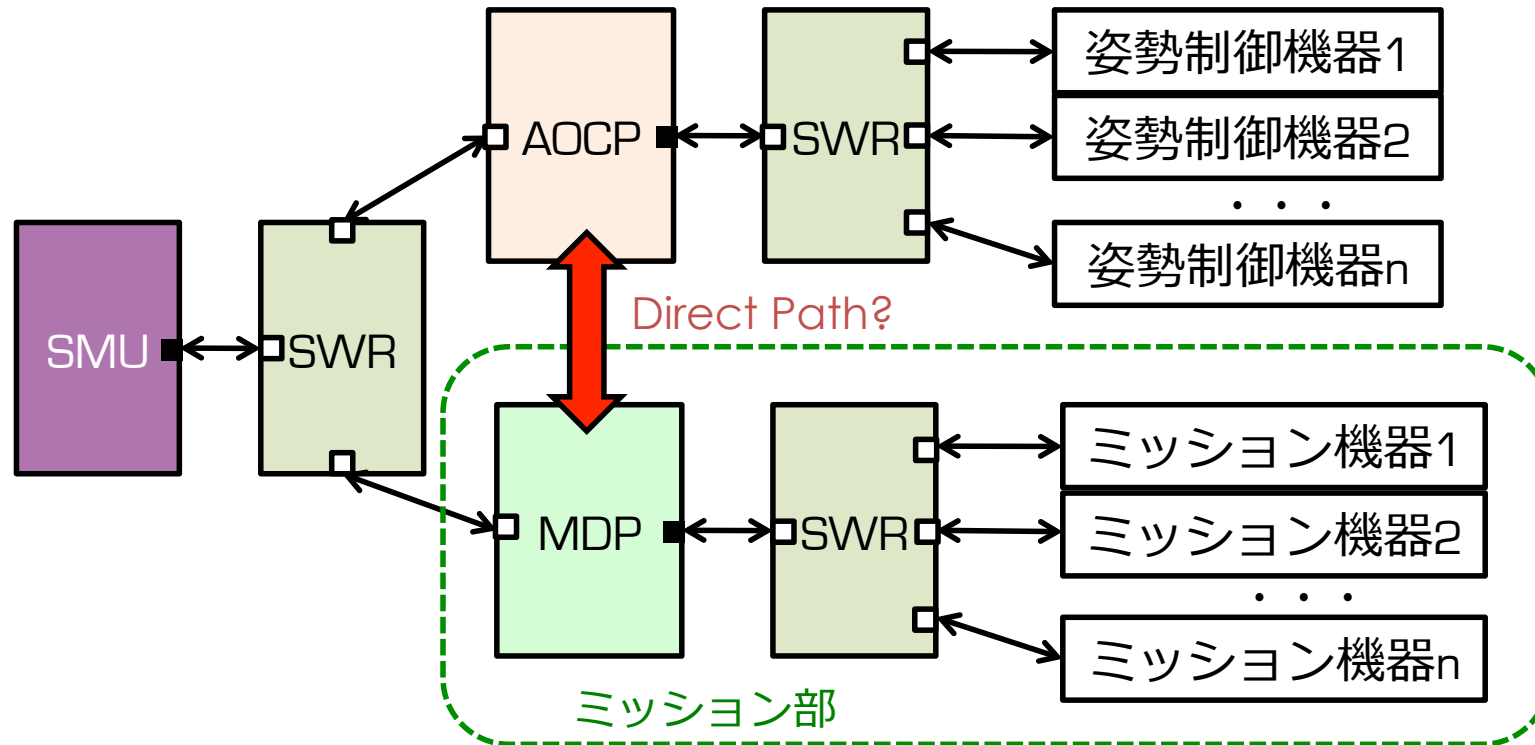 SMU
SWR
AOCP
SWR
姿勢制御機器1
姿勢制御機器2
・・・
姿勢制御機器n
Direct Path?
MDP
SWR
ミッション機器1
ミッション機器2
・・・
ミッション機器n
ミッション部